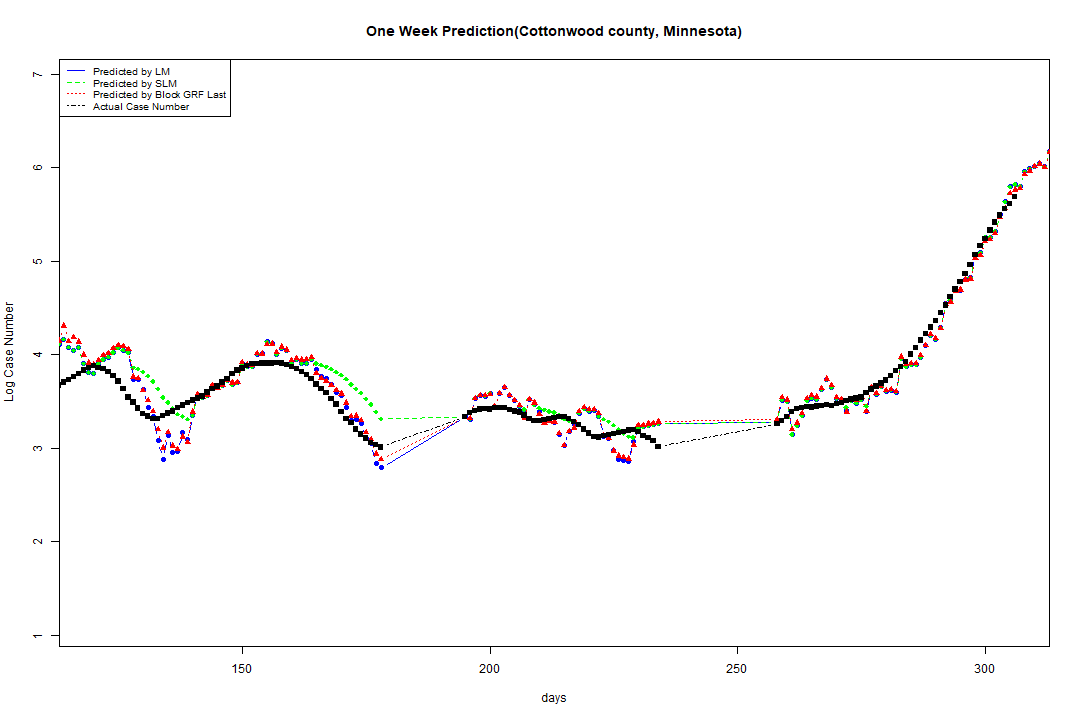 One Week Prediction(Cottonwood county, Minnesota)
Predicted by LM
Predicted by SLM
Predicted by Block GRF Last
Actual Case Number
7
6
5
4
3
2
1
Log Case Number
150
200
250
300
days